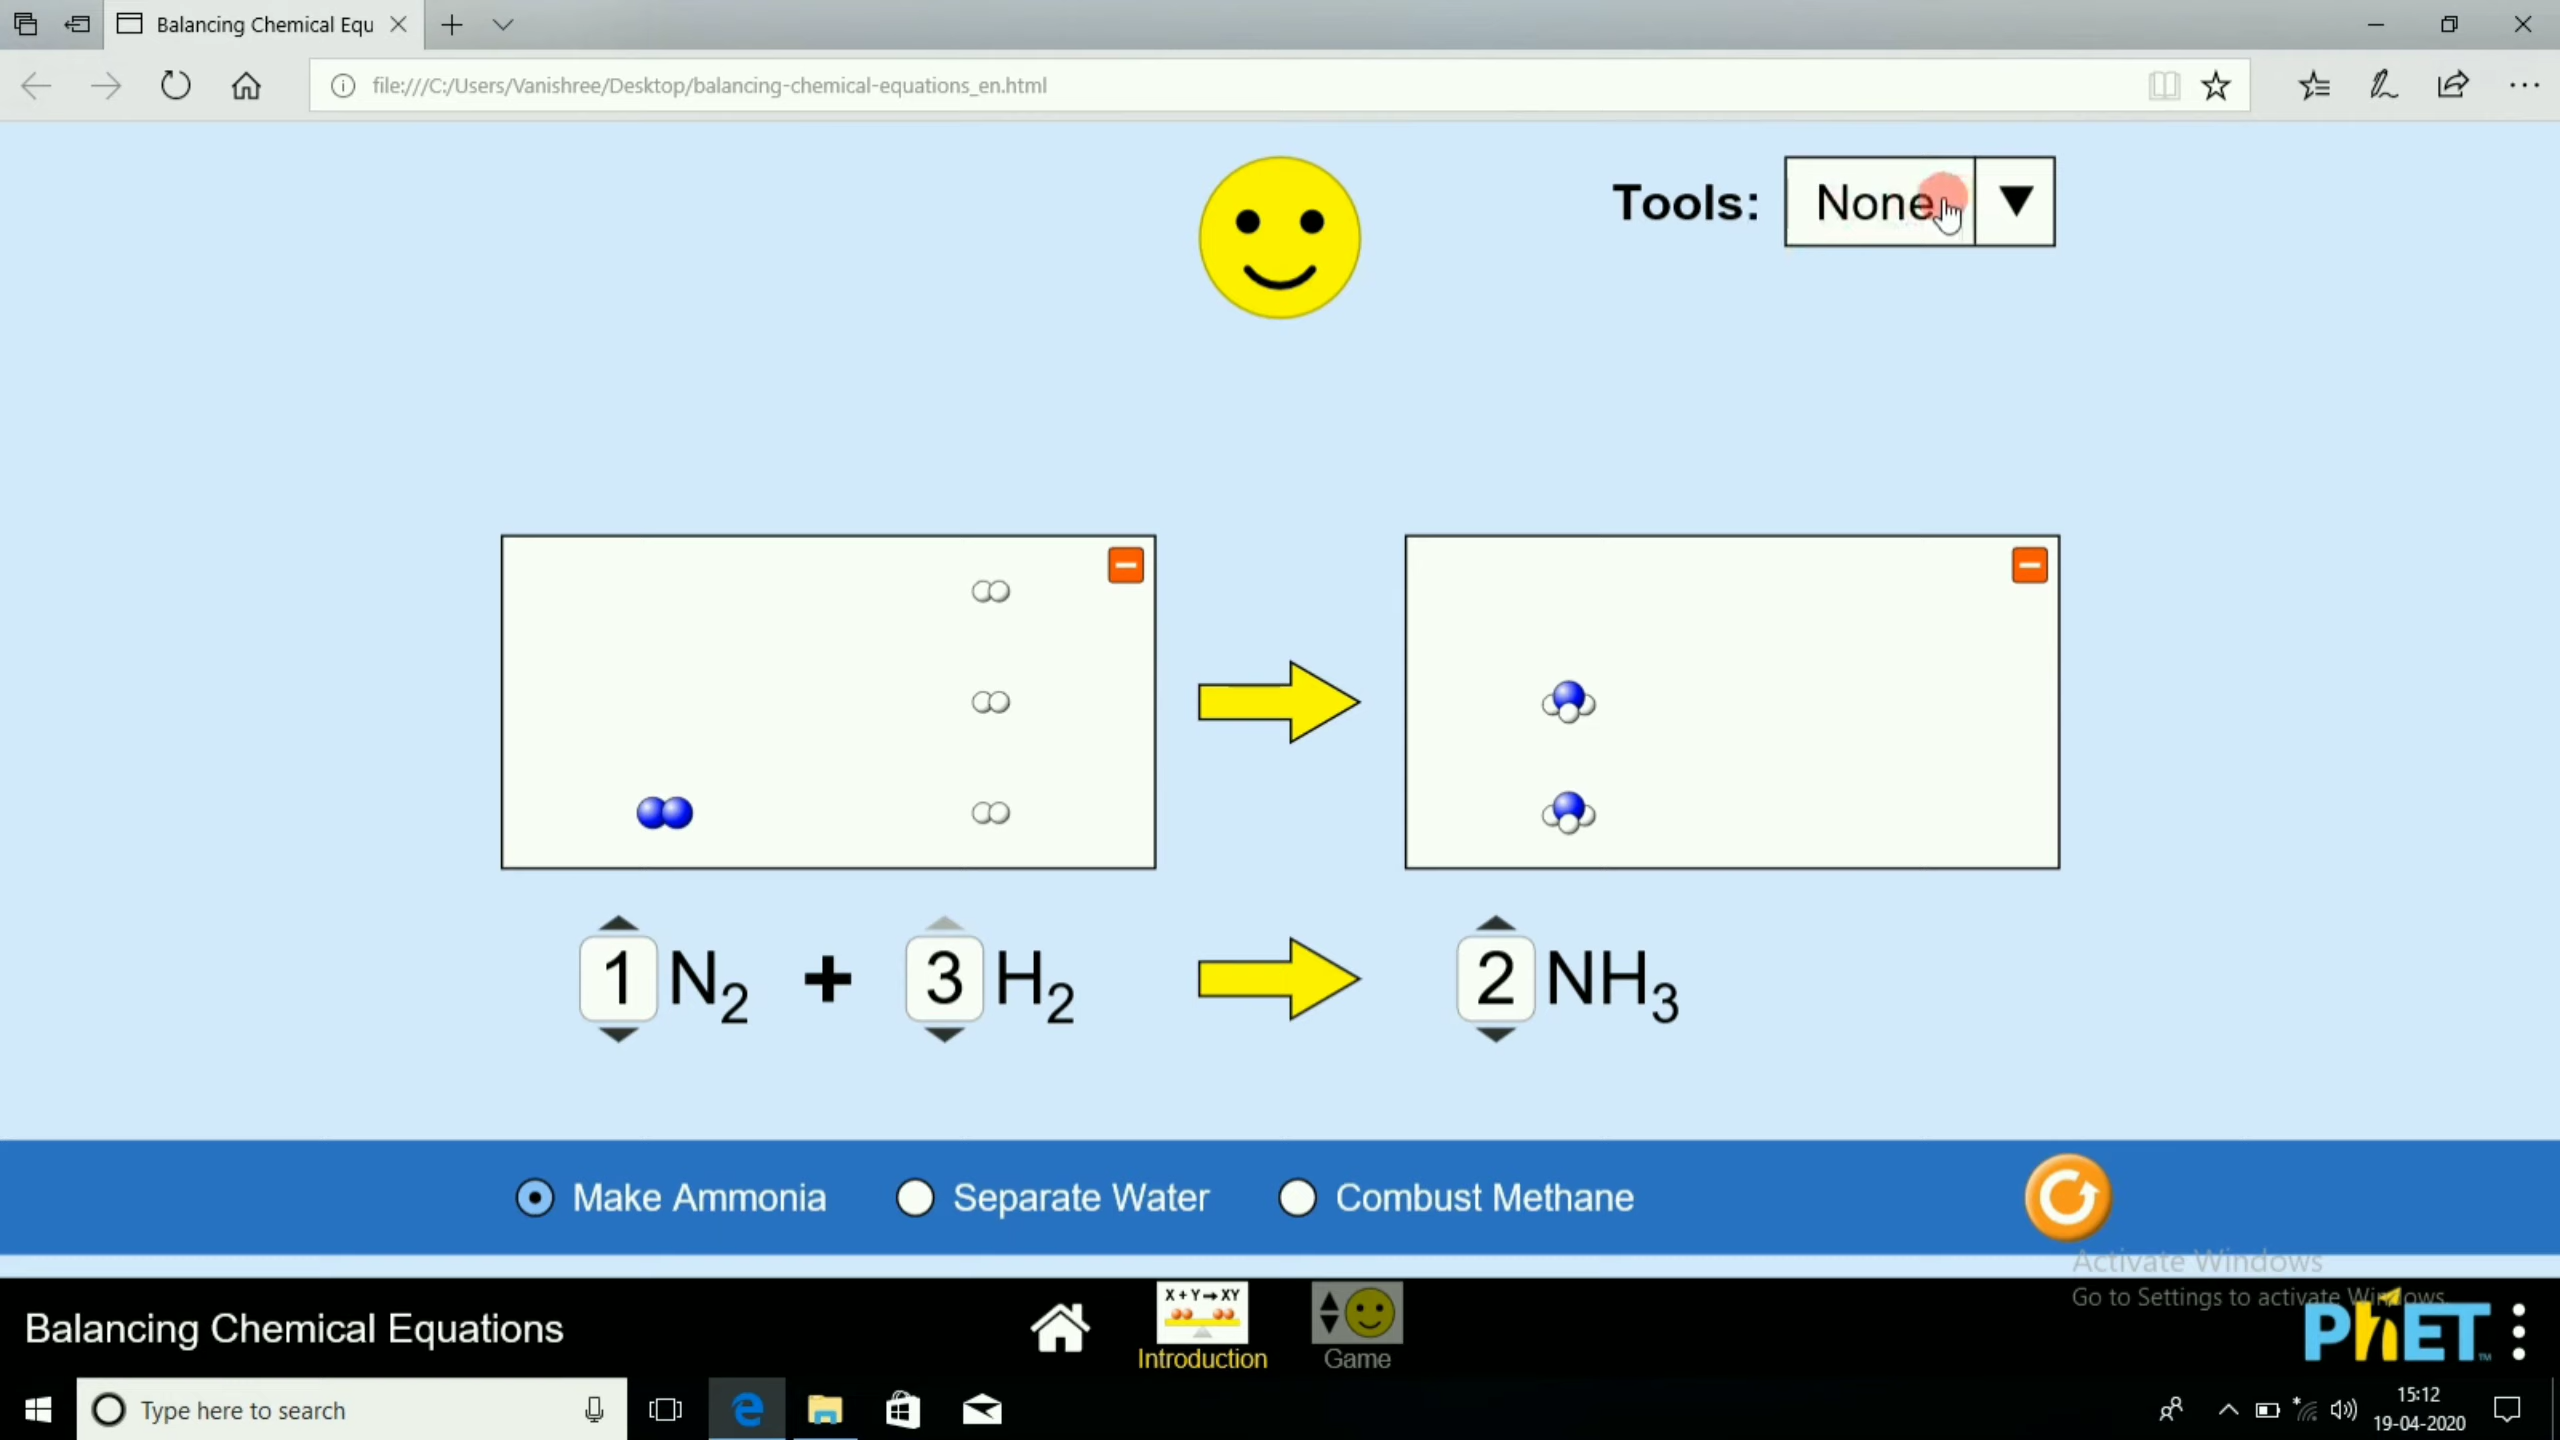 Balancing Chemical Equ
file:///C:/Users/Vanishree/Desktop/balancing-chemical-equations_en.html
Tools: None
1 N2 + 3 H2 2 NH3
Make Ammonia Separate Water Combust Methane
Activate Windows
Go to Settings to activate Windows.
X + Y → XY
Balancing Chemical Equations
Introduction Game
PhET™
Type here to search
15:12
19-04-2020